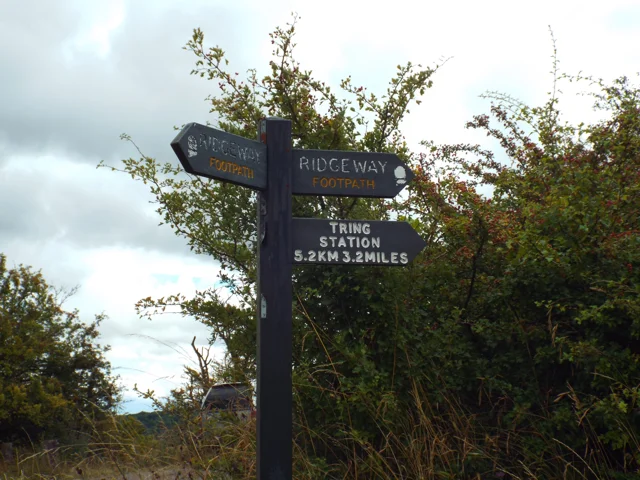 RIDGEWAY
FOOTPATH
RIDGEWAY
FOOTPATH
TRING
STATION
5.2KM 3.2MILES